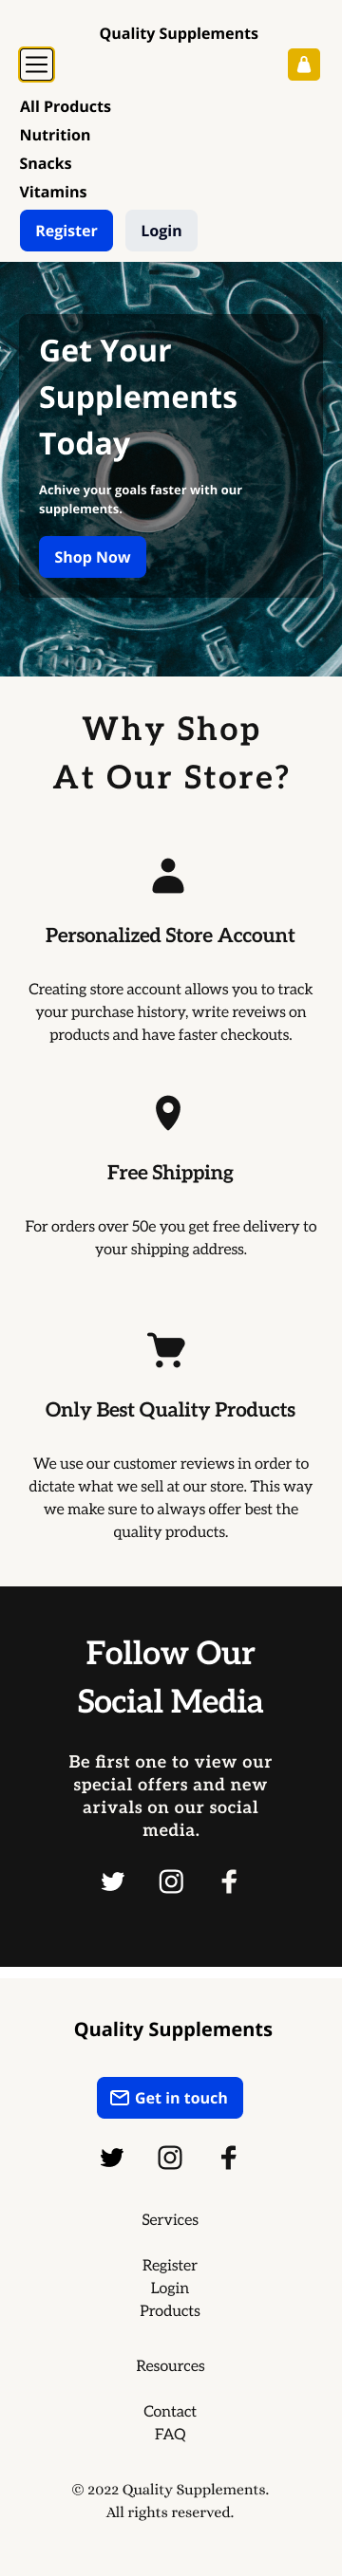 Quality Supplements
All Products
Nutrition
Snacks
Vitamins
Register
Login
Get Your
Supplements
Today
Achive your goals faster with our
supplements.
Shop Now
Why Shop
At Our Store?
Personalized Store Account
Creating store account allows you to track
your purchase history, write reveiws on
products and have faster checkouts.
Free Shipping
For orders over 50e you get free delivery to
your shipping address.
Only Best Quality Products
We use our customer reviews in order to
dictate what we sell at our store. This way
we make sure to always offer best the
quality products.
Follow Our
Social Media
Be first one to view our
special offers and new
arivals on our social
media.
Quality Supplements
Get in touch
Services
Register
Login
Products
Resources
Contact
FAQ
© 2022 Quality Supplements.
All rights reserved.